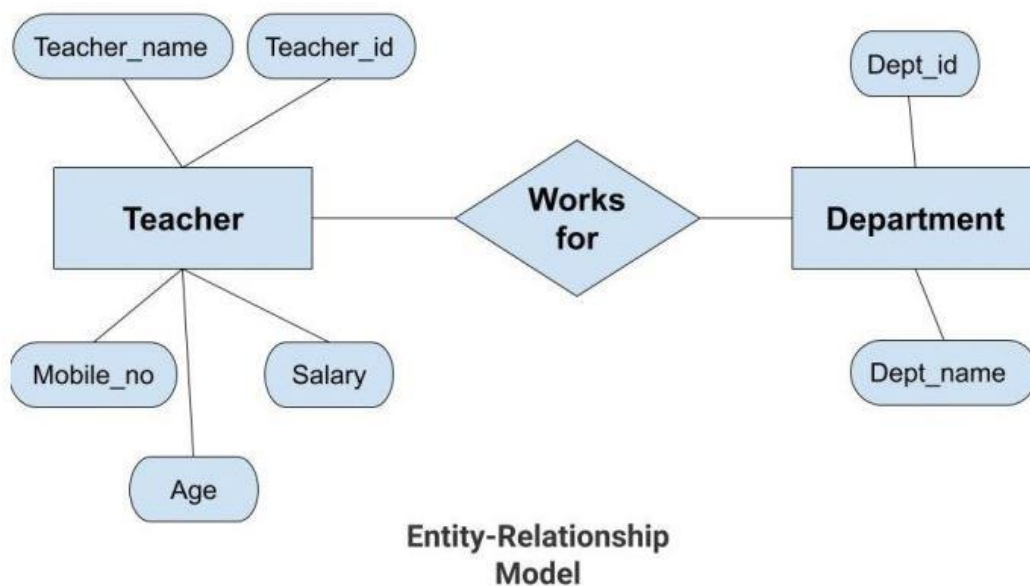 Teacher_name
Teacher_id
Dept_id
Teacher
Works
for
Department
Mobile_no
Salary
Dept_name
Age
Entity-Relationship
Model